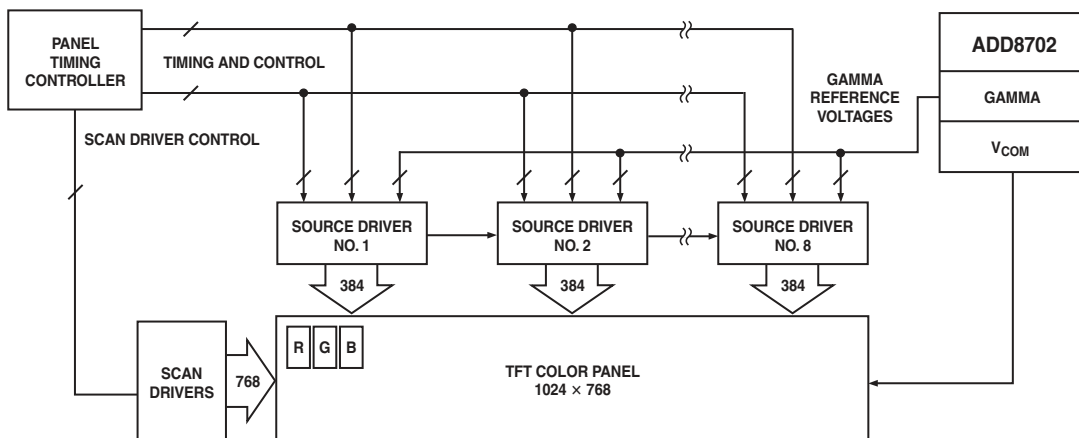 PANEL
TIMING
CONTROLLER
TIMING AND CONTROL
SCAN DRIVER CONTROL
GAMMA
REFERENCE
VOLTAGES
ADD8702
GAMMA
VCOM
SOURCE DRIVER
NO. 1
SOURCE DRIVER
NO. 2
SOURCE DRIVER
NO. 8
384
384
384
SCAN
DRIVERS
768
R G B
TFT COLOR PANEL
1024 × 768